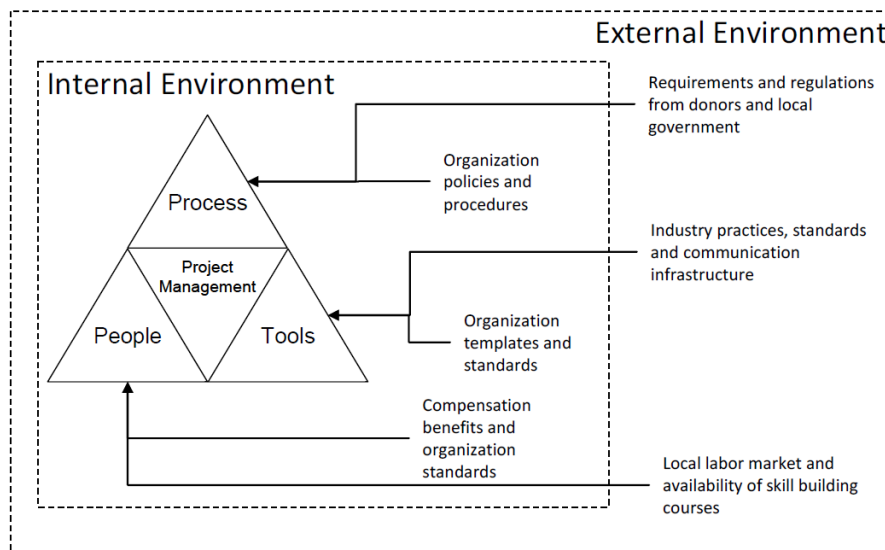 External Environment
Internal Environment
Requirements and regulations
from donors and local
government
Organization
policies and
procedures
Process
Industry practices, standards
and communication
infrastructure
Project
Management
People
Tools
Organization
templates and
standards
Compensation
benefits and
organization
standards
Local labor market and
availability of skill building
courses